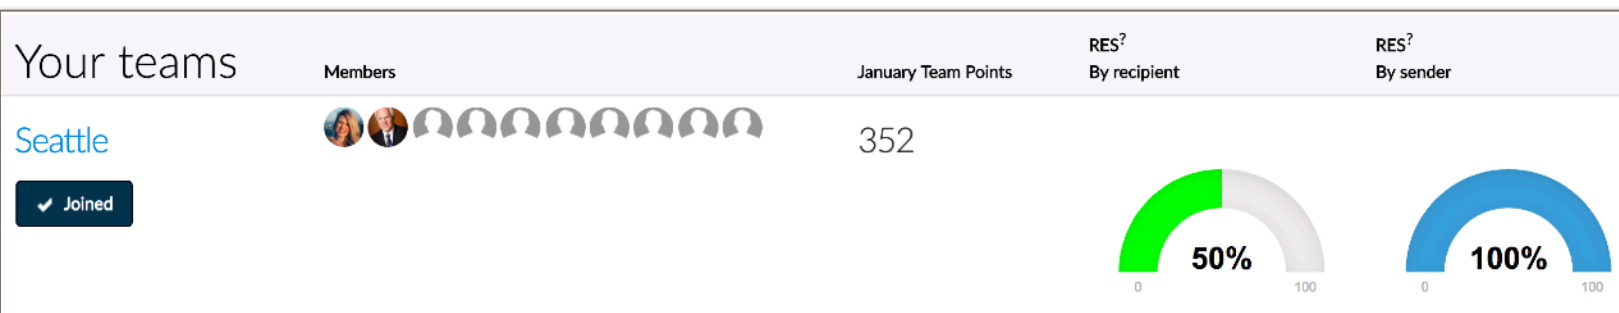 Your teams
Members
January Team Points
RES?
By recipient
RES?
By sender
Seattle
352
Joined
50%
0
100
100%
0
100